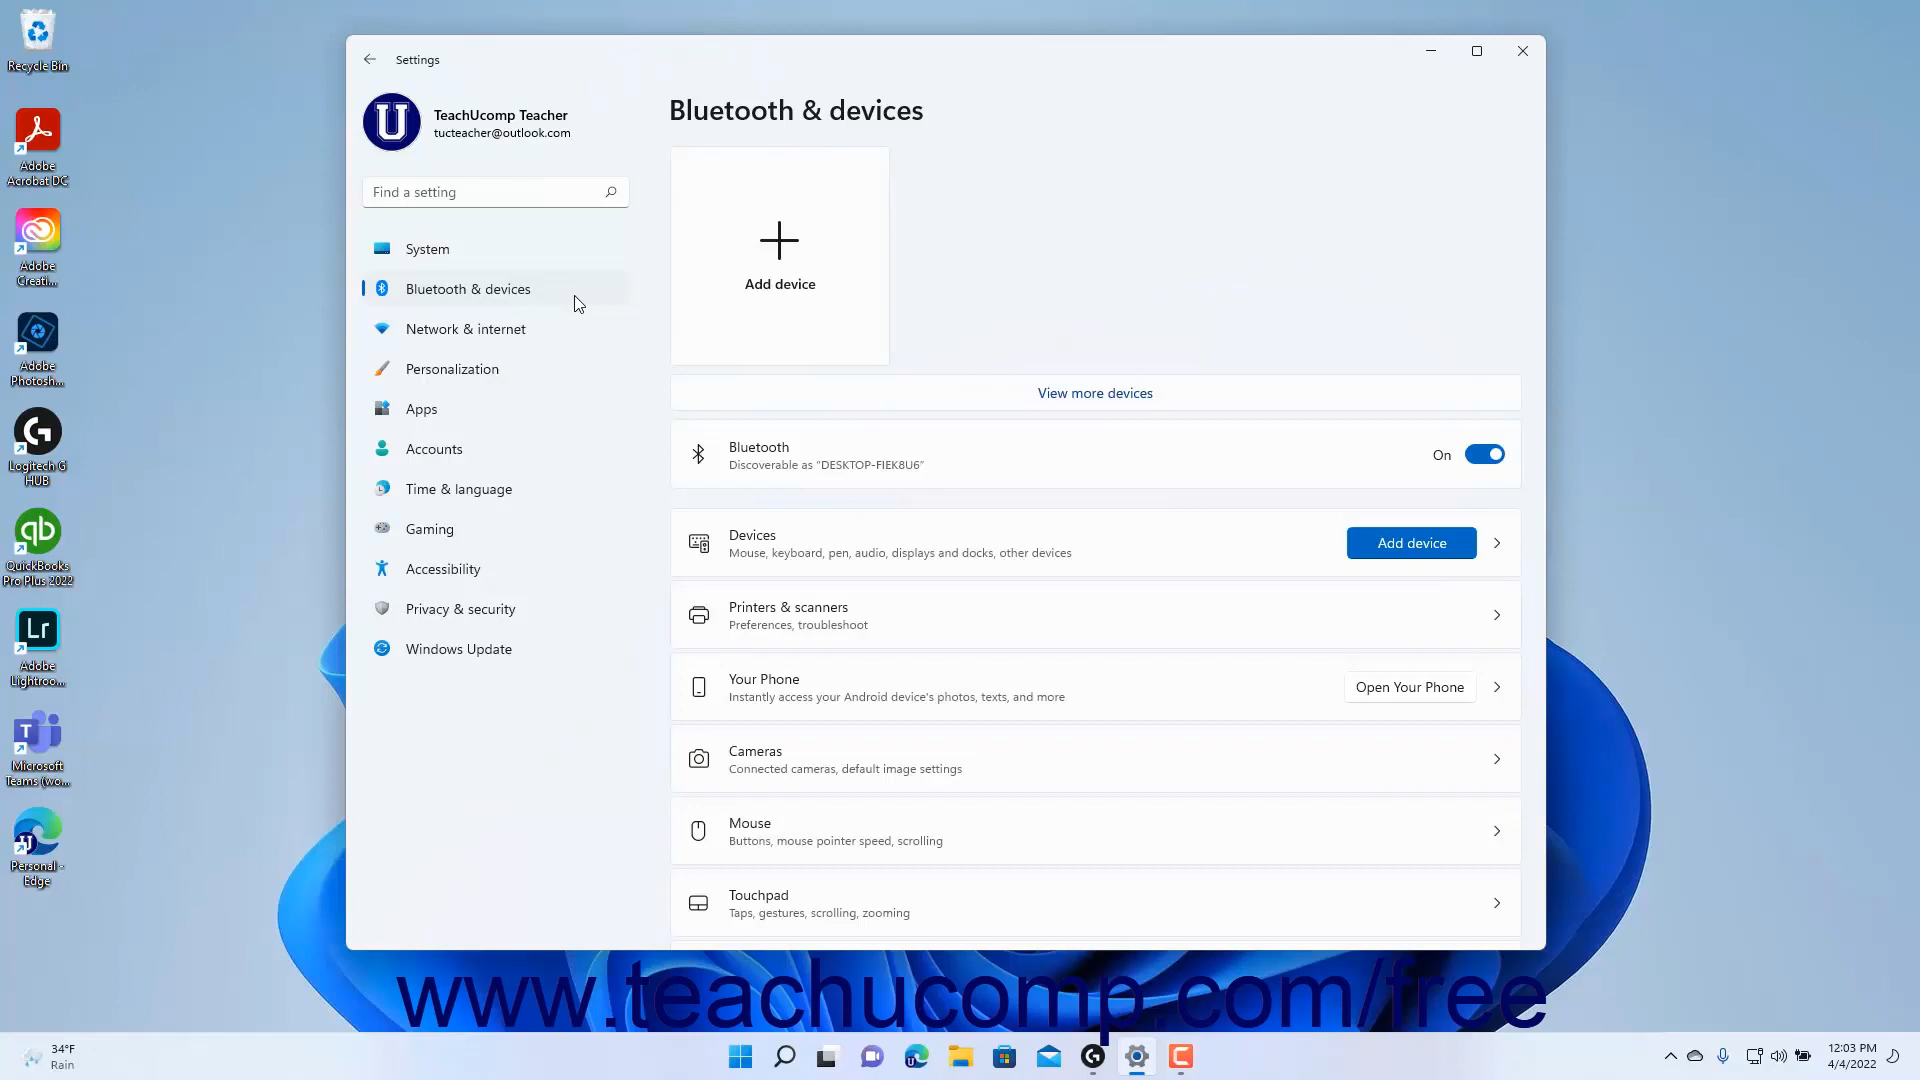 Recycle Bin
Adobe
Acrobat DC
Adobe
Creati...
Adobe
Photosh...
Logitech G
HUB
QuickBooks
Pro Plus 2022
Lr
Adobe
Lightroo...
Microsoft
Teams (wo...
Personal -
Edge
Settings
TeachUcomp Teacher
tucteacher@outlook.com
Find a setting
System
Bluetooth & devices
Network & internet
Personalization
Apps
Accounts
Time & language
Gaming
Accessibility
Privacy & security
Windows Update
Bluetooth & devices
Add device
View more devices
Bluetooth
Discoverable as "DESKTOP-FIEK8U6"
On
Devices
Mouse, keyboard, pen, audio, displays and docks, other devices
Add device
Printers & scanners
Preferences, troubleshoot
Your Phone
Instantly access your Android device's photos, texts, and more
Open Your Phone
Cameras
Connected cameras, default image settings
Mouse
Buttons, mouse pointer speed, scrolling
Touchpad
Taps, gestures, scrolling, zooming
www.teachucomp.com/free
34°F
Rain
12:03 PM
4/4/2022